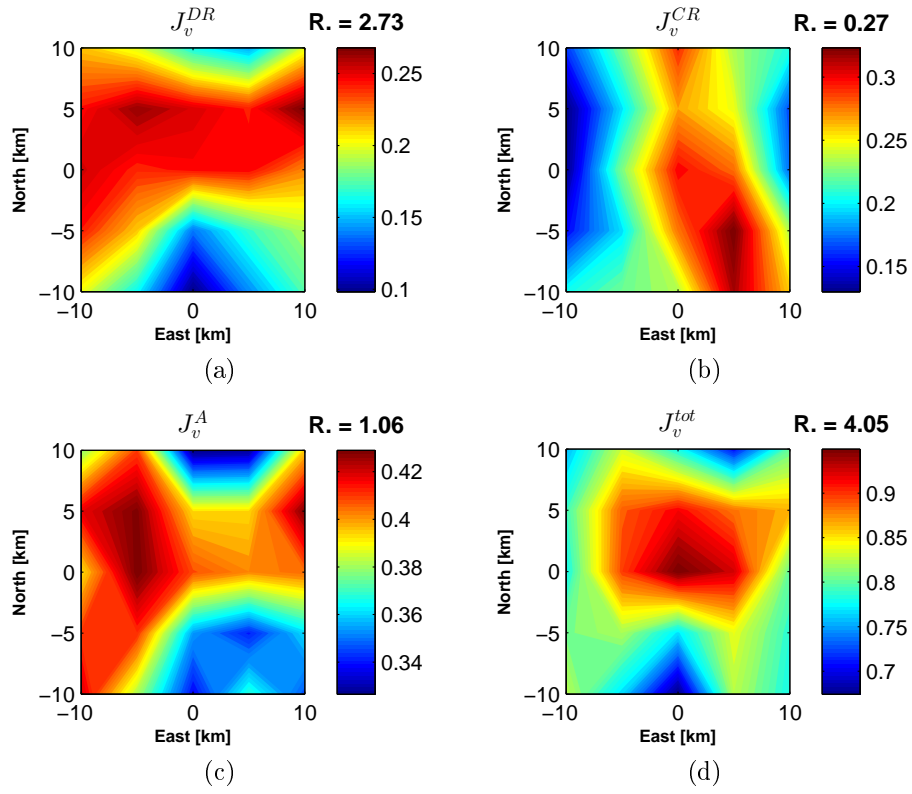 J_v^{DR} R. = 2.73
10
5
0
−5
−10
North [km]
−10 0 10
East [km]
0.25
0.2
0.15
0.1
(a)
J_v^{CR} R. = 0.27
10
5
0
−5
−10
North [km]
−10 0 10
East [km]
0.3
0.27
0.23
0.2
0.15
(b)
J_v^{A} R. = 1.06
10
5
0
−5
−10
North [km]
−10 0 10
East [km]
0.42
0.4
0.38
0.36
0.34
(c)
J_v^{tot} R. = 4.05
10
5
0
−5
−10
North [km]
−10 0 10
East [km]
0.9
0.85
0.8
0.75
0.7
(d)